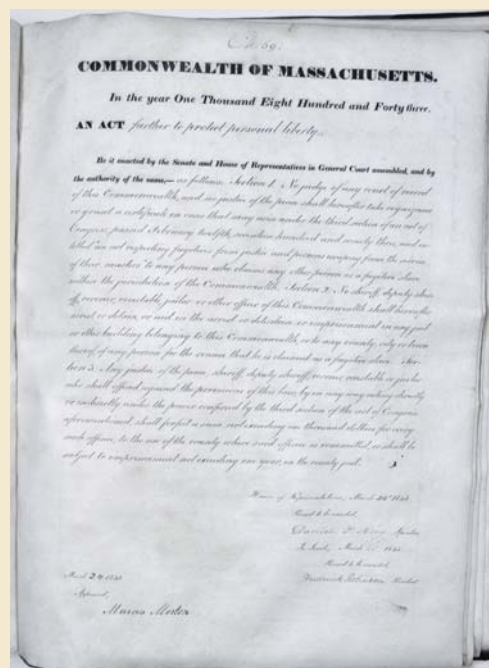 Ch. 69.
COMMONWEALTH OF MASSACHUSETTS.
In the year One Thousand Eight Hundred and Forty three.
AN ACT further to protect personal liberty.
Be it enacted by the Senate and House of Representatives in General Court assembled, and by
the authority of the same,— as follows. Section 1. No judge of any court of record
of this Commonwealth, and no justice of the peace shall hereafter take cognizance
or grant a certificate in cases that may arise under the third section of an act of
Congress, passed February twelfth, seventeen hundred and ninety three, and en-
titled "an act respecting fugitives from justice and persons escaping from the service
of their masters" to any person who claims any other person as a fugitive slave
within the jurisdiction of the Commonwealth. Section 2. No sheriff, deputy sher-
iff, coroner, constable, jailer or other officer of this Commonwealth shall hereafter
arrest or detain, or aid in the arrest or detention or imprisonment in any jail
or other building belonging to this Commonwealth, or to any county, city or town
thereof, of any person for the reason that he is claimed as a fugitive slave. Sec-
tion 3. Any justice of the peace, sheriff, deputy sheriff, coroner constable or jailer
who shall offend against the provisions of this law, by in any way acting directly
or indirectly under the power conferred by the third section of the act of Congress
aforementioned, shall forfeit a sum not exceeding one thousand dollars for every
such offence, to the use of the county where said offence is committed, or shall be
subject to imprisonment not exceeding one year, in the county jail.
House of Representatives, March 24 1843
Passed to be enacted,
Daniel P. King Speaker
In Senate, March 1843
Passed to be enacted,
Frederick Robinson President
March 24 1843
Approved,
Marcus Morton